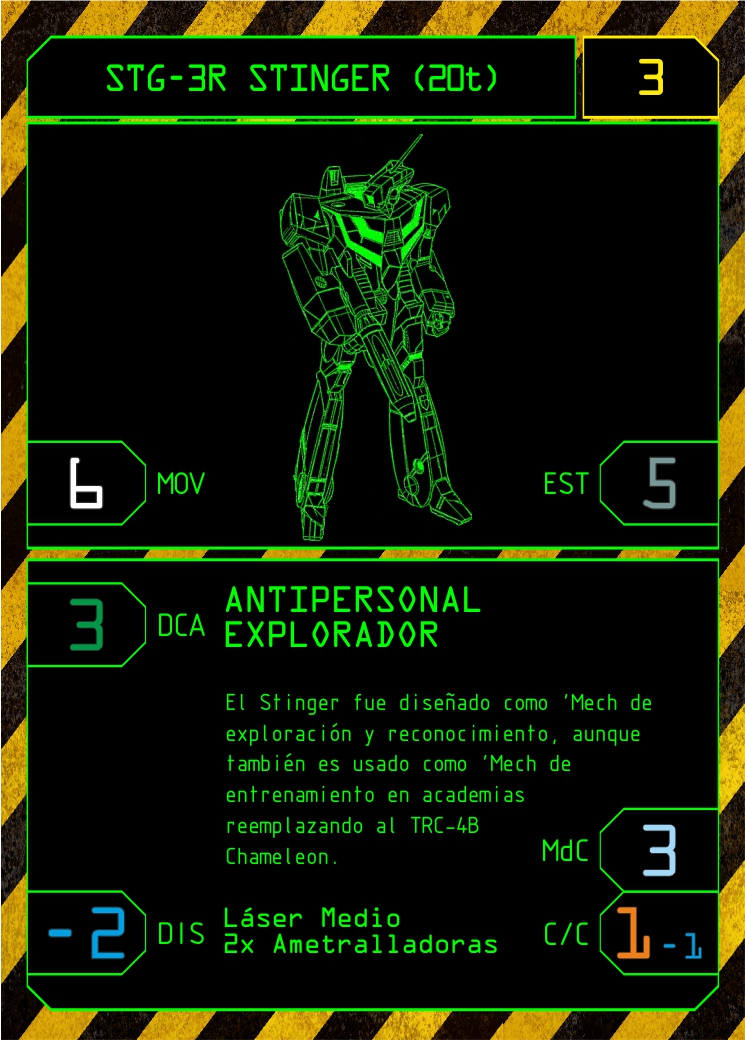 STG-3R STINGER (20t)
3
6 MOV
EST 5
3 DCA
ANTIPERSONAL
EXPLORADOR
El Stinger fue diseñado como 'Mech de
exploración y reconocimiento, aunque
también es usado como 'Mech de
entrenamiento en academias
reemplazando al TRC-4B
Chameleon.
MdC 3
-2 DIS
Láser Medio
2x Ametralladoras
C/C 1 -1